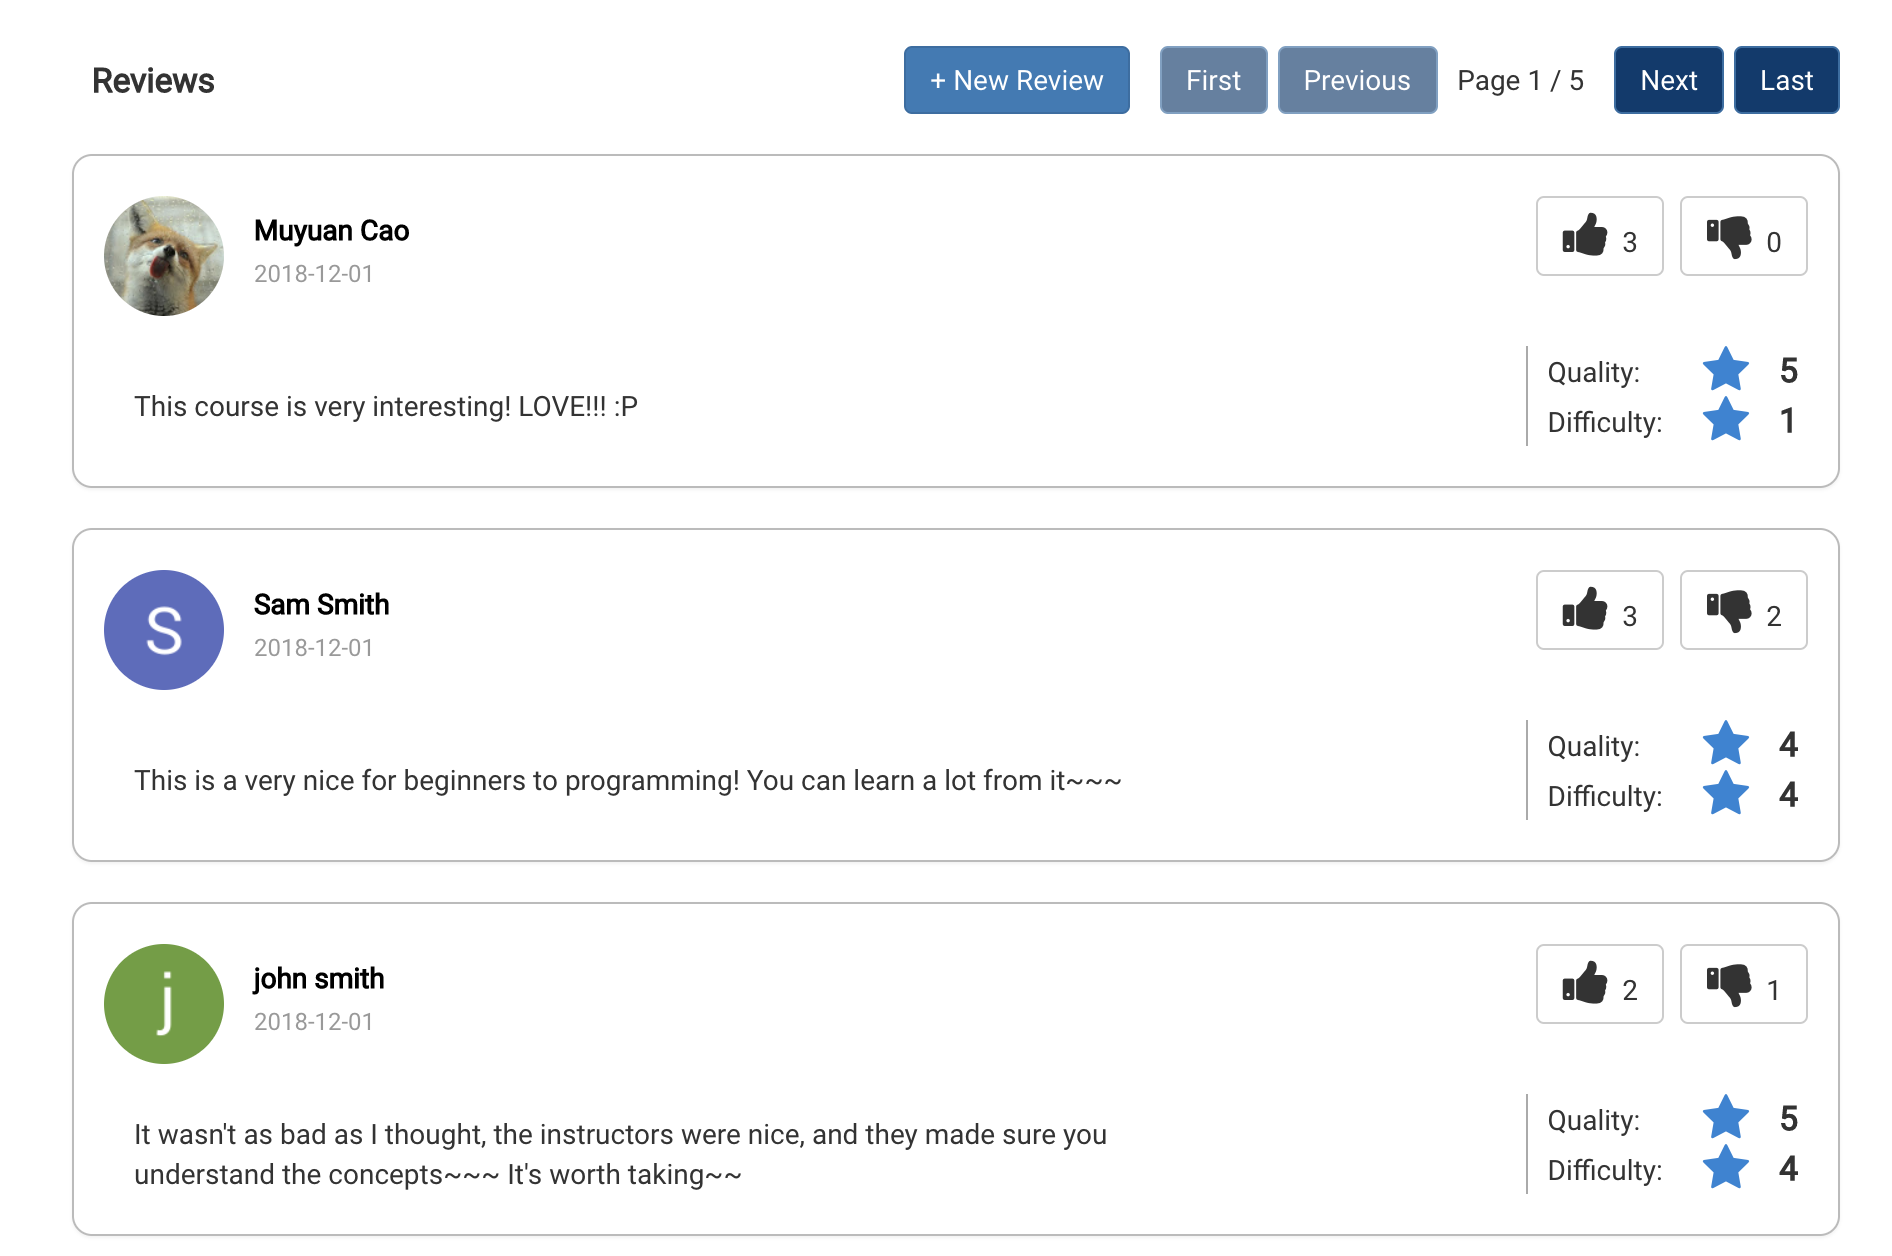 Reviews
+ New Review
First
Previous
Page 1 / 5
Next
Last
Muyuan Cao
2018-12-01
3
0
This course is very interesting! LOVE!!! :P
Quality: 5
Difficulty: 1
S
Sam Smith
2018-12-01
3
2
This is a very nice for beginners to programming! You can learn a lot from it~~~
Quality: 4
Difficulty: 4
j
john smith
2018-12-01
2
1
It wasn't as bad as I thought, the instructors were nice, and they made sure you
understand the concepts~~~ It's worth taking~~
Quality: 5
Difficulty: 4